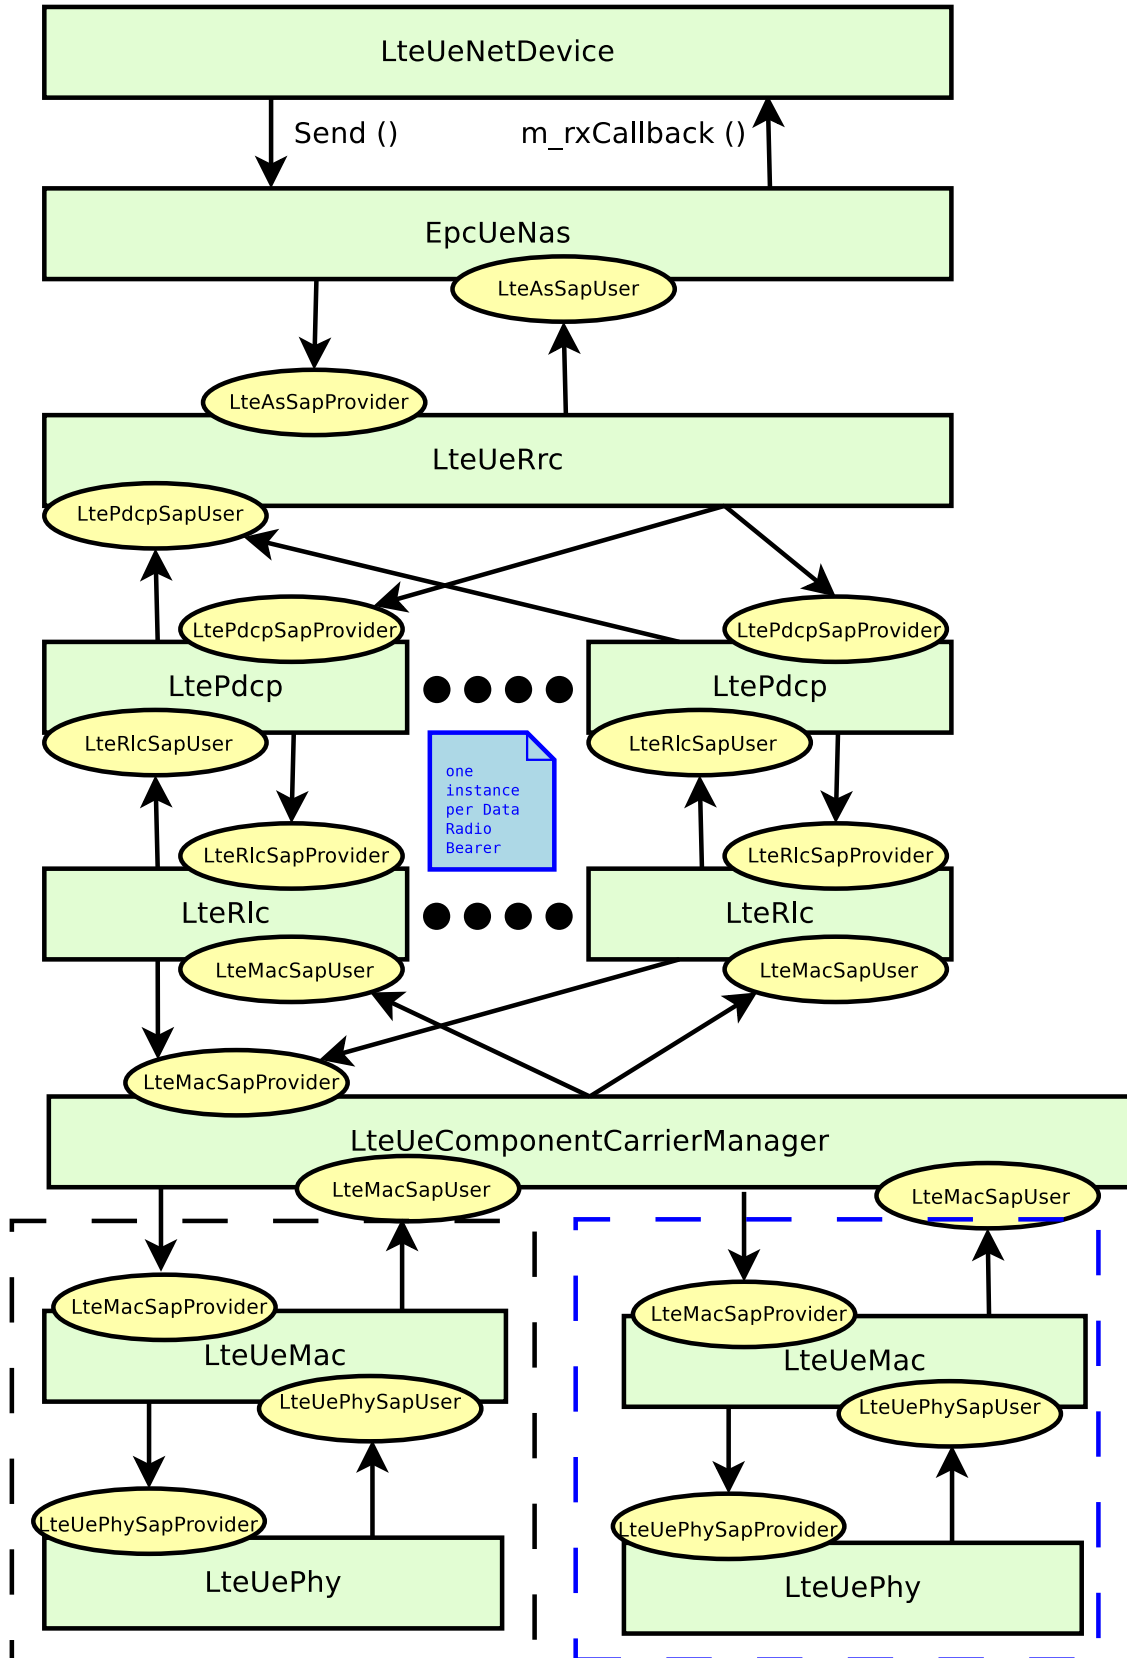 LteUeNetDevice
Send ()
m_rxCallback ()
EpcUeNas
LteAsSapUser
LteAsSapProvider
LteUeRrc
LtePdcpSapUser
LtePdcpSapProvider
LtePdcpSapProvider
LtePdcp
LtePdcp
LteRlcSapUser
LteRlcSapUser
one
instance
per Data
Radio
Bearer
LteRlcSapProvider
LteRlcSapProvider
LteRlc
LteRlc
LteMacSapUser
LteMacSapUser
LteMacSapProvider
LteUeComponentCarrierManager
LteMacSapUser
LteMacSapUser
LteMacSapProvider
LteMacSapProvider
LteUeMac
LteUeMac
LteUePhySapUser
LteUePhySapUser
LteUePhySapProvider
LteUePhySapProvider
LteUePhy
LteUePhy